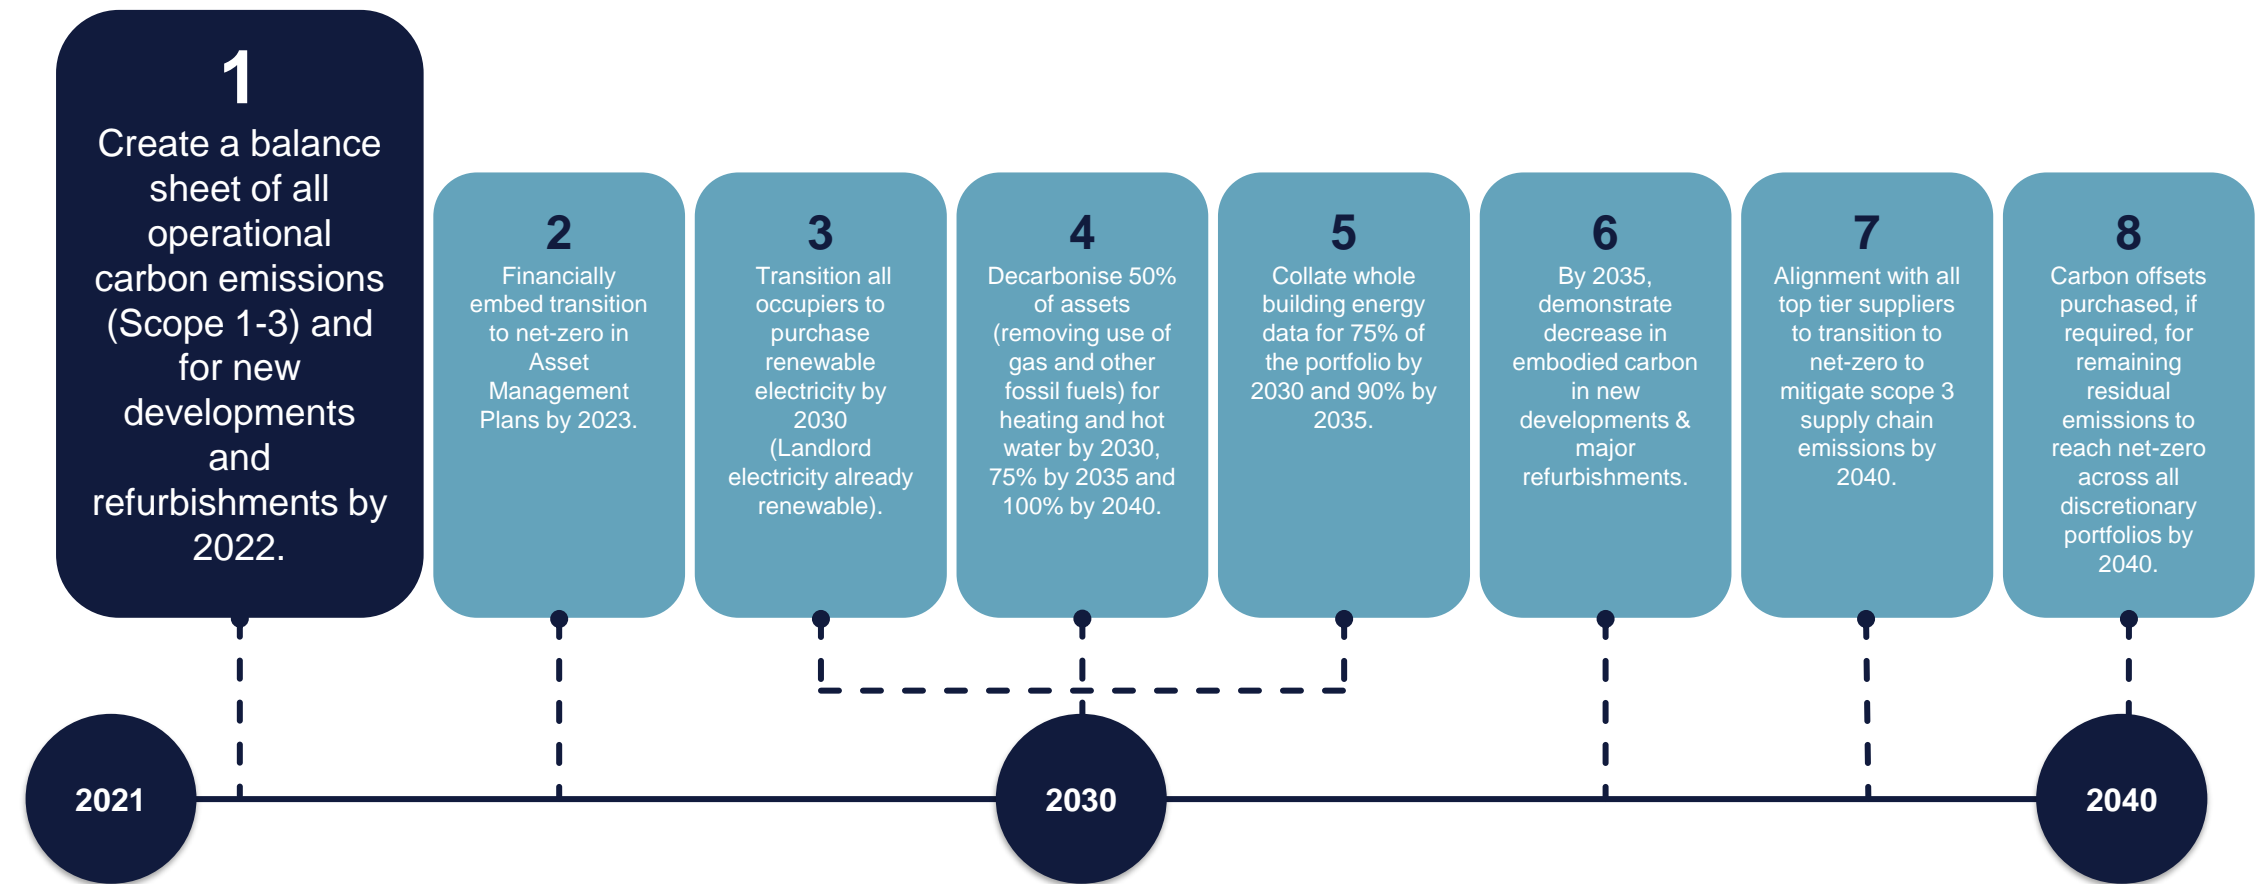 1
Create a balance
sheet of all
operational
carbon emissions
(Scope 1-3) and
for new
developments
and
refurbishments by
2022.
2
Financially
embed transition
to net-zero in
Asset
Management
Plans by 2023.
3
Transition all
occupiers to
purchase
renewable
electricity by
2030
(Landlord
electricity already
renewable).
4
Decarbonise 50%
of assets
(removing use of
gas and other
fossil fuels) for
heating and hot
water by 2030,
75% by 2035 and
100% by 2040.
5
Collate whole
building energy
data for 75% of
the portfolio by
2030 and 90% by
2035.
6
By 2035,
demonstrate
decrease in
embodied carbon
in new
developments &
major
refurbishments.
7
Alignment with all
top tier suppliers
to transition to
net-zero to
mitigate scope 3
supply chain
emissions by
2040.
8
Carbon offsets
purchased, if
required, for
remaining
residual
emissions to
reach net-zero
across all
discretionary
portfolios by
2040.
2021
2030
2040